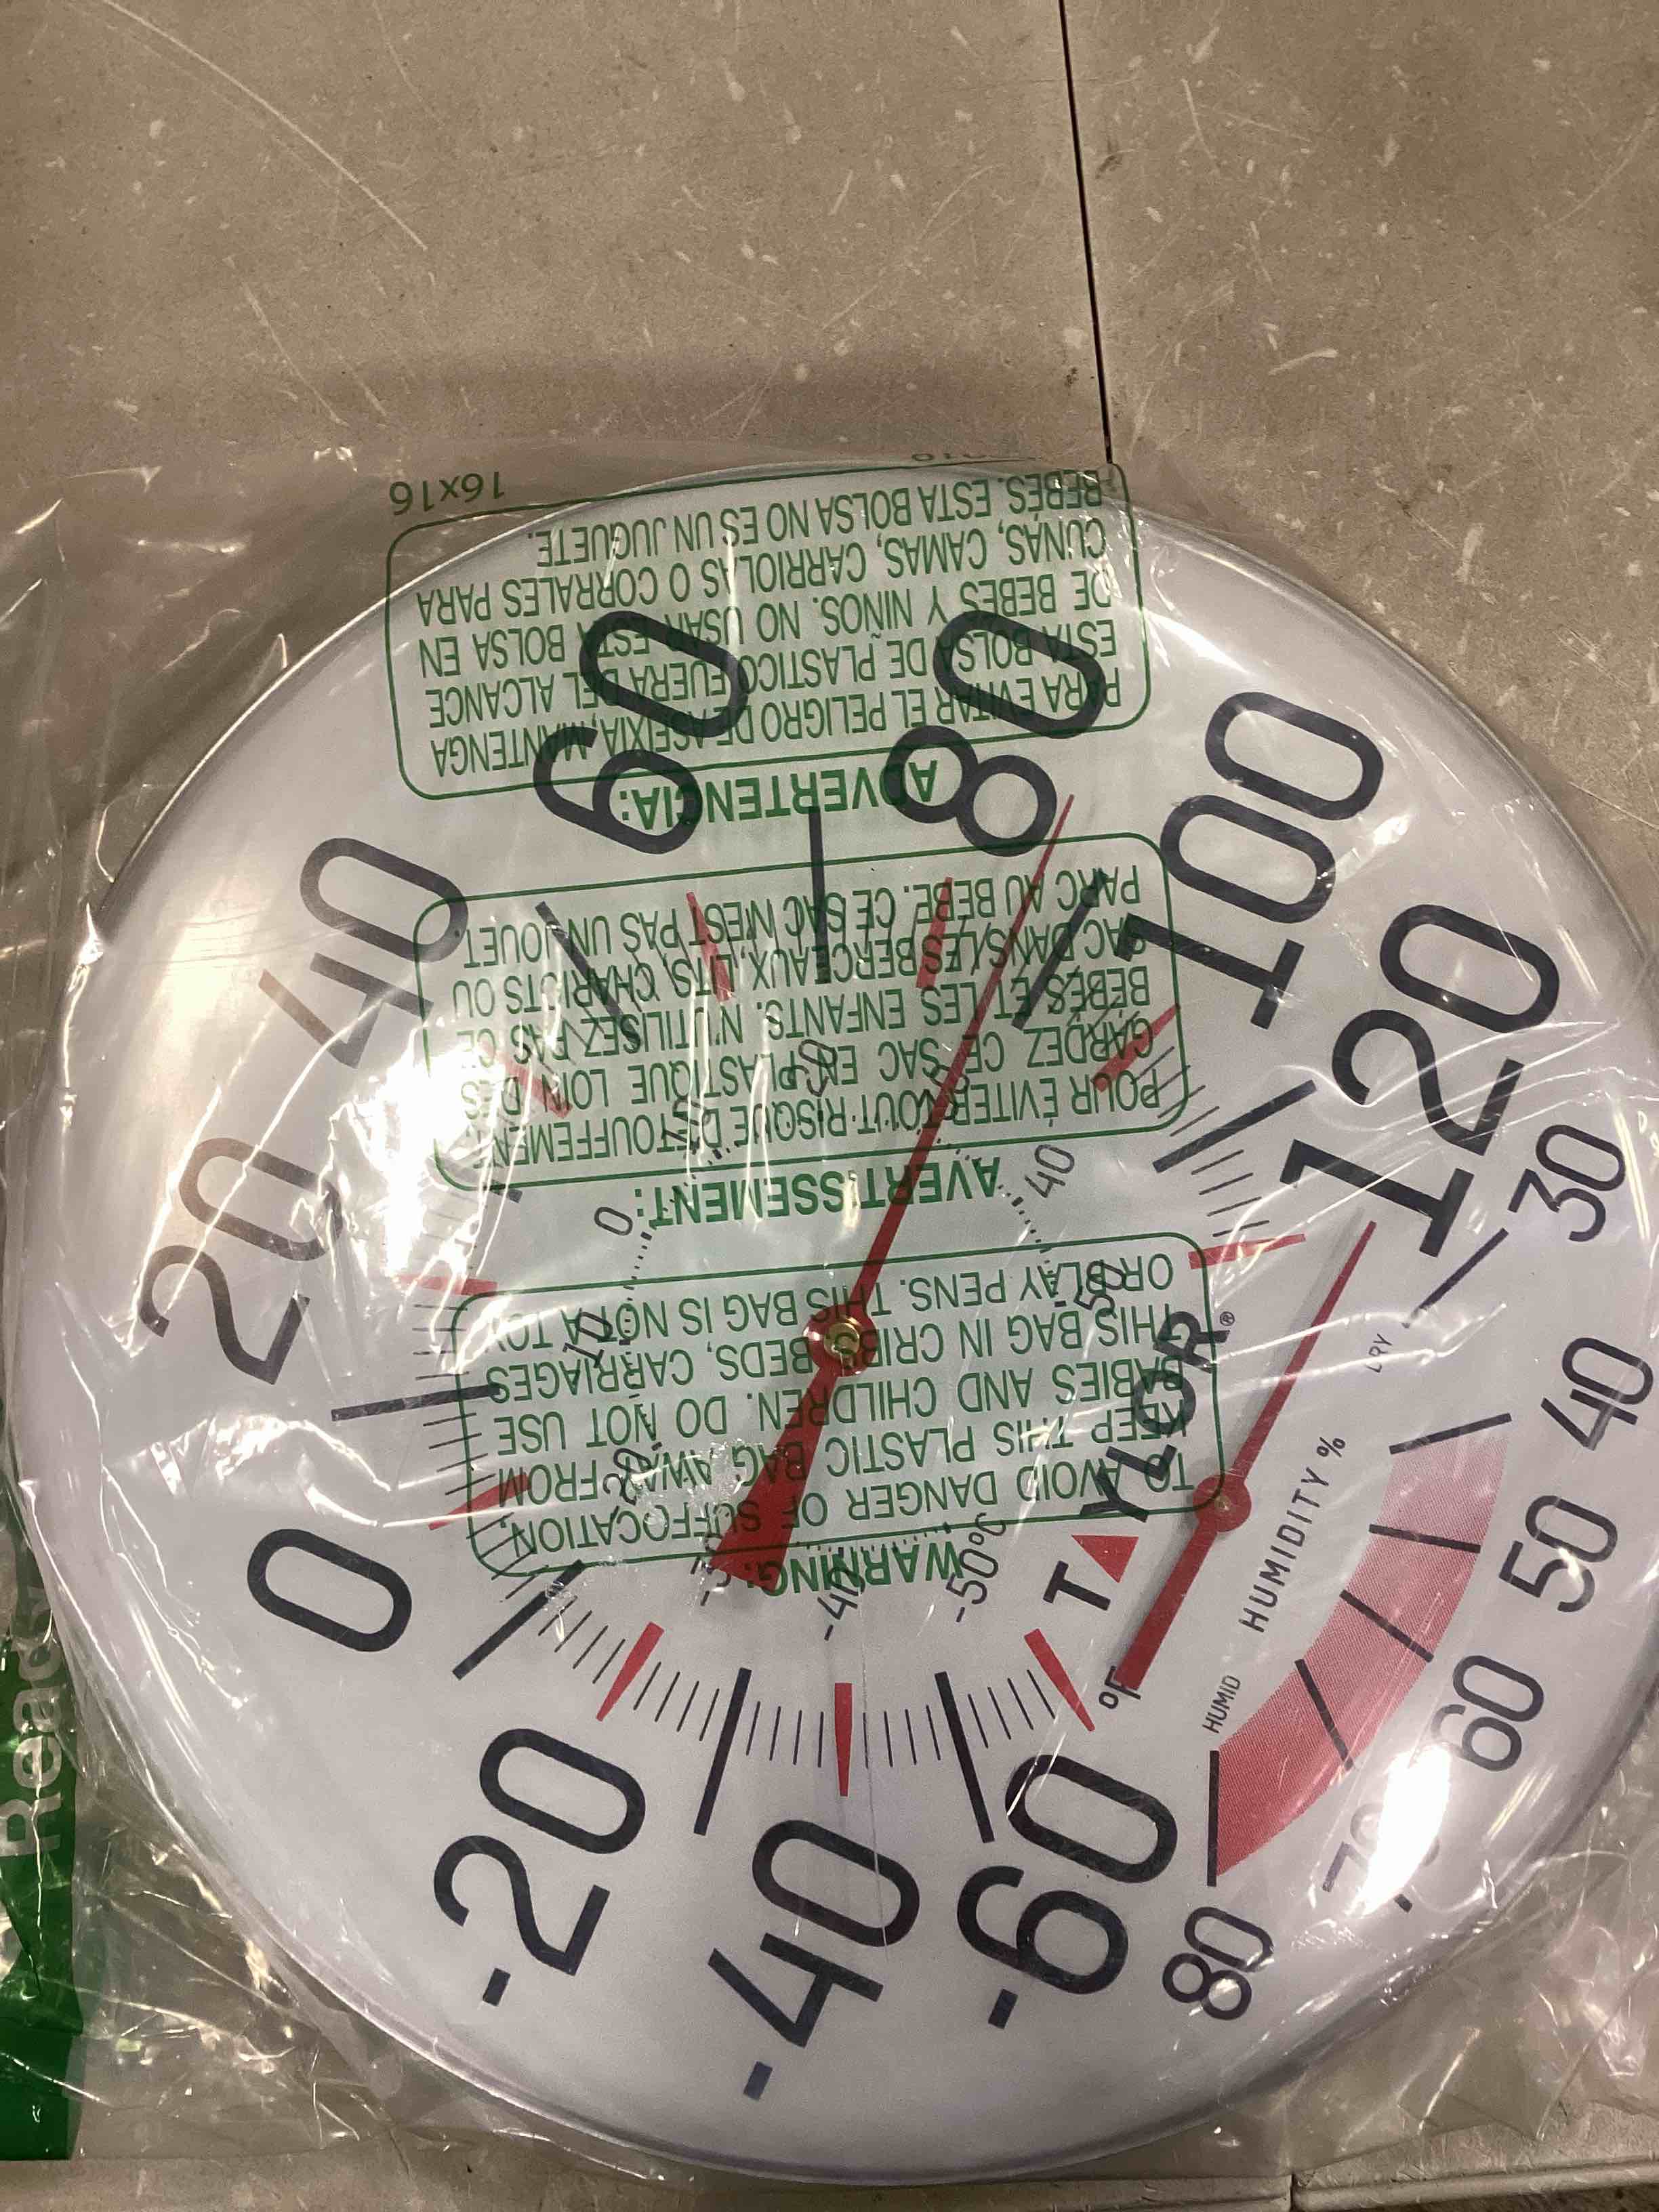 16x16
WARNING:
TO AVOID DANGER OF SUFFOCATION,
KEEP THIS PLASTIC BAG AWAY FROM
BABIES AND CHILDREN. DO NOT USE
THIS BAG IN CRIBS, BEDS, CARRIAGES
OR PLAY PENS. THIS BAG IS NOT A TOY
AVERTISSEMENT:
POUR ÉVITER TOUT RISQUE D'ÉTOUFFEMENT,
GARDEZ CE SAC EN PLASTIQUE LOIN DES
BEBÉS ET LES ENFANTS. N'UTILISEZ PAS CE
SAC DANS LES BERCEAUX, LITS, CHARIOTS OU
PARC AU BEBE. CE SAC N'EST PAS UN JOUET.
ADVERTENCIA:
PARA EVITAR EL PELIGRO DE ASFIXIA, MANTENGA
ESTA BOLSA DE PLASTICO FUERA DEL ALCANCE
DE BEBES Y NIÑOS. NO USAR ESTA BOLSA EN
CUNAS, CAMAS, CARRIOLAS O CORRALES PARA
BEBÉS. ESTA BOLSA NO ES UN JUGUETE.
-60
-40
-20
0
20
40
60
80
100
120
°F
-50°C
-40
-20
-10
0
40
50
TAYLOR®
HUMIDITY %
HUMID
DRY
30
40
50
60
70
80